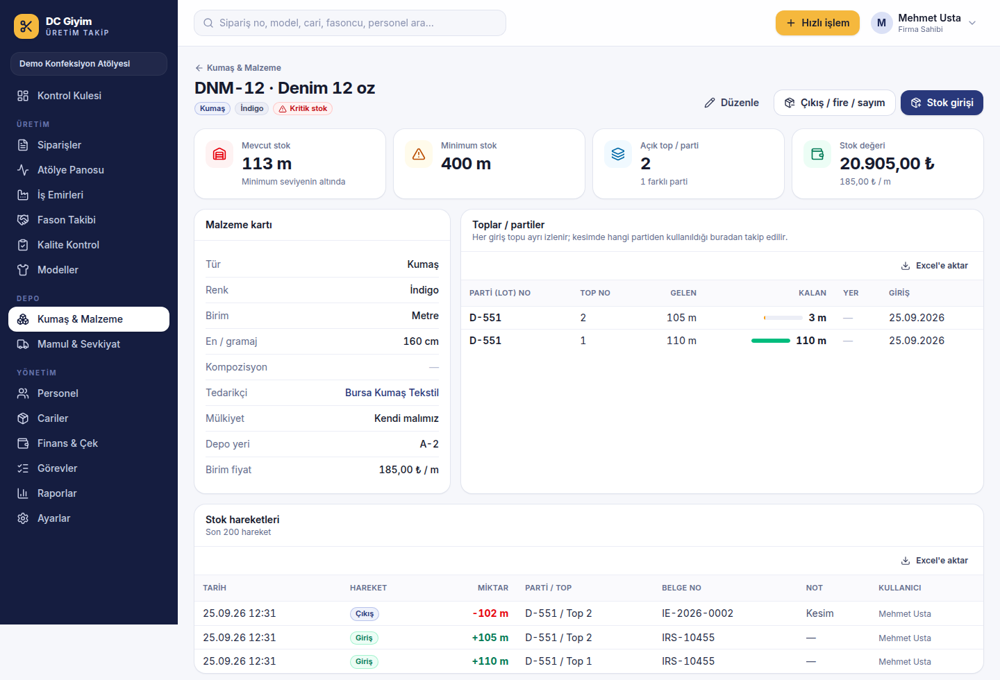 DC Giyim
ÜRETİM TAKİP
Demo Konfeksiyon Atölyesi
Kontrol Kulesi
ÜRETİM
Siparişler
Atölye Panosu
İş Emirleri
Fason Takibi
Kalite Kontrol
Modeller
DEPO
Kumaş & Malzeme
Mamul & Sevkiyat
YÖNETİM
Personel
Cariler
Finans & Çek
Görevler
Raporlar
Ayarlar
Sipariş no, model, cari, fasoncu, personel ara...
Hızlı işlem
M
Mehmet Usta
Firma Sahibi
Kumaş & Malzeme
DNM-12 · Denim 12 oz
Kumaş İndigo Kritik stok
Düzenle
Çıkış / fire / sayım
Stok girişi
Mevcut stok
113 m
Minimum seviyenin altında
Minimum stok
400 m
Açık top / parti
2
1 farklı parti
Stok değeri
20.905,00 ₺
185,00 ₺ / m
Malzeme kartı
Tür Kumaş
Renk İndigo
Birim Metre
En / gramaj 160 cm
Kompozisyon —
Tedarikçi Bursa Kumaş Tekstil
Mülkiyet Kendi malımız
Depo yeri A-2
Birim fiyat 185,00 ₺ / m
Toplar / partiler
Her giriş topu ayrı izlenir; kesimde hangi partiden kullanıldığı buradan takip edilir.
Excel'e aktar
PARTİ (LOT) NO TOP NO GELEN KALAN YER GİRİŞ
D-551 2 105 m 3 m — 25.09.2026
D-551 1 110 m 110 m — 25.09.2026
Stok hareketleri
Son 200 hareket
Excel'e aktar
TARİH HAREKET MİKTAR PARTİ / TOP BELGE NO NOT KULLANICI
25.09.26 12:31 Çıkış -102 m D-551 / Top 2 IE-2026-0002 Kesim Mehmet Usta
25.09.26 12:31 Giriş +105 m D-551 / Top 2 IRS-10455 — Mehmet Usta
25.09.26 12:31 Giriş +110 m D-551 / Top 1 IRS-10455 — Mehmet Usta